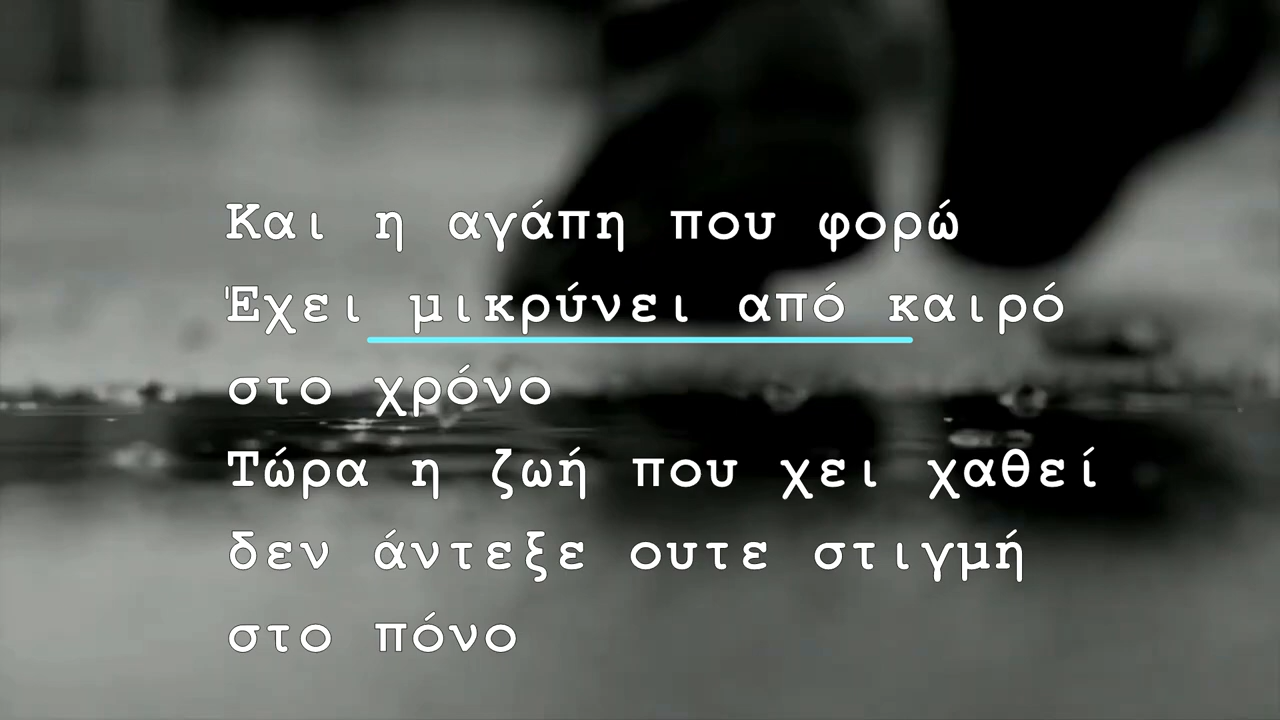 Και η αγάπη που φορώ
Έχει μικρύνει από καιρό
στο χρόνο
Τώρα η ζωή που χει χαθεί
δεν άντεξε ουτε στιγμή
στο πόνο